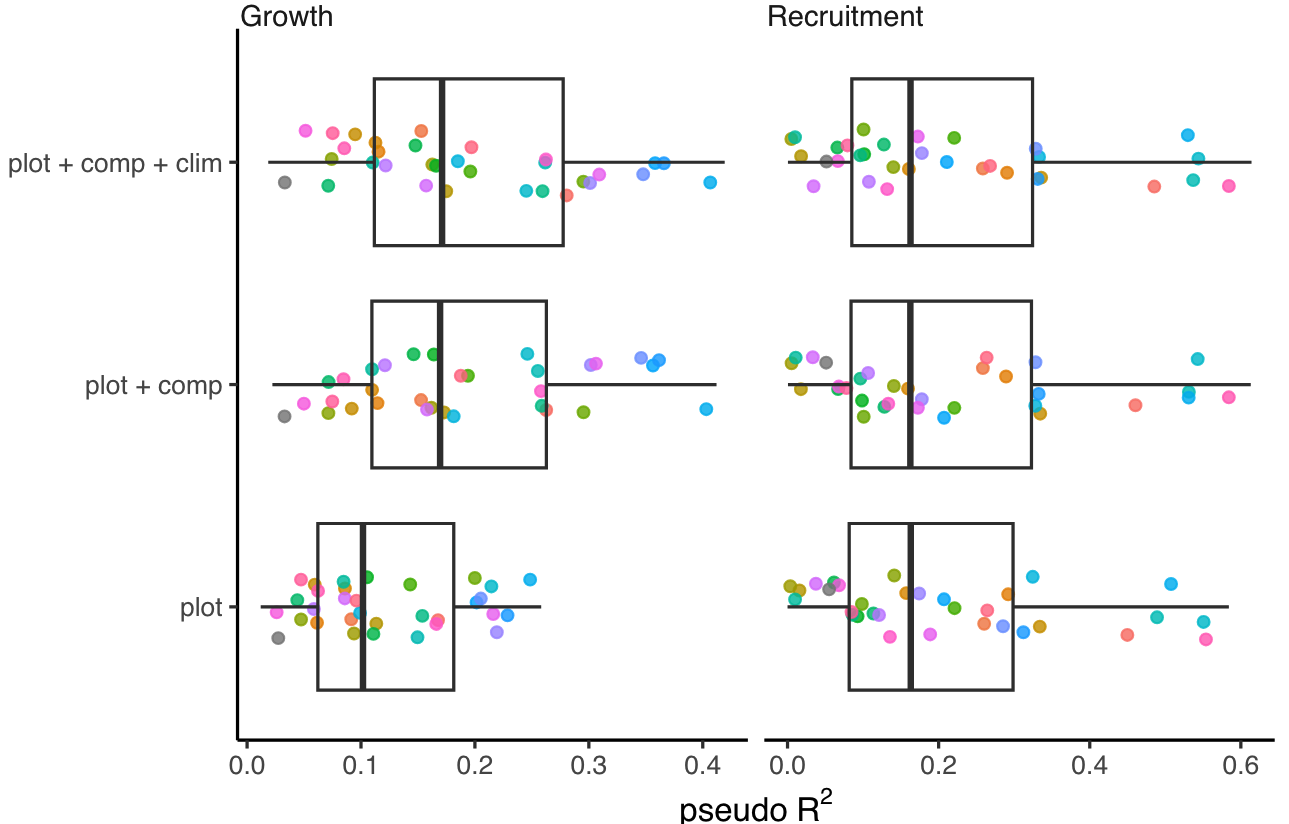 Growth Recruitment
plot + comp + clim
plot + comp
plot
0.0 0.1 0.2 0.3 0.4 0.0 0.2 0.4 0.6
pseudo R²